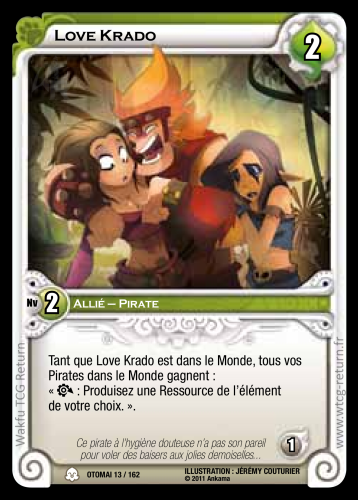 LOVE KRADO
2
Nv 2 ALLIÉ – PIRATE
Tant que Love Krado est dans le Monde, tous vos
Pirates dans le Monde gagnent :
« : Produisez une Ressource de l'élément
de votre choix. ».
Ce pirate à l'hygiène douteuse n'a pas son pareil
pour voler des baisers aux jolies demoiselles...
1
OTOMAI 13 / 162
ILLUSTRATION : JÉRÉMY COUTURIER
© 2011 Ankama
Wakfu TCG Return
www.wtcg-return.fr